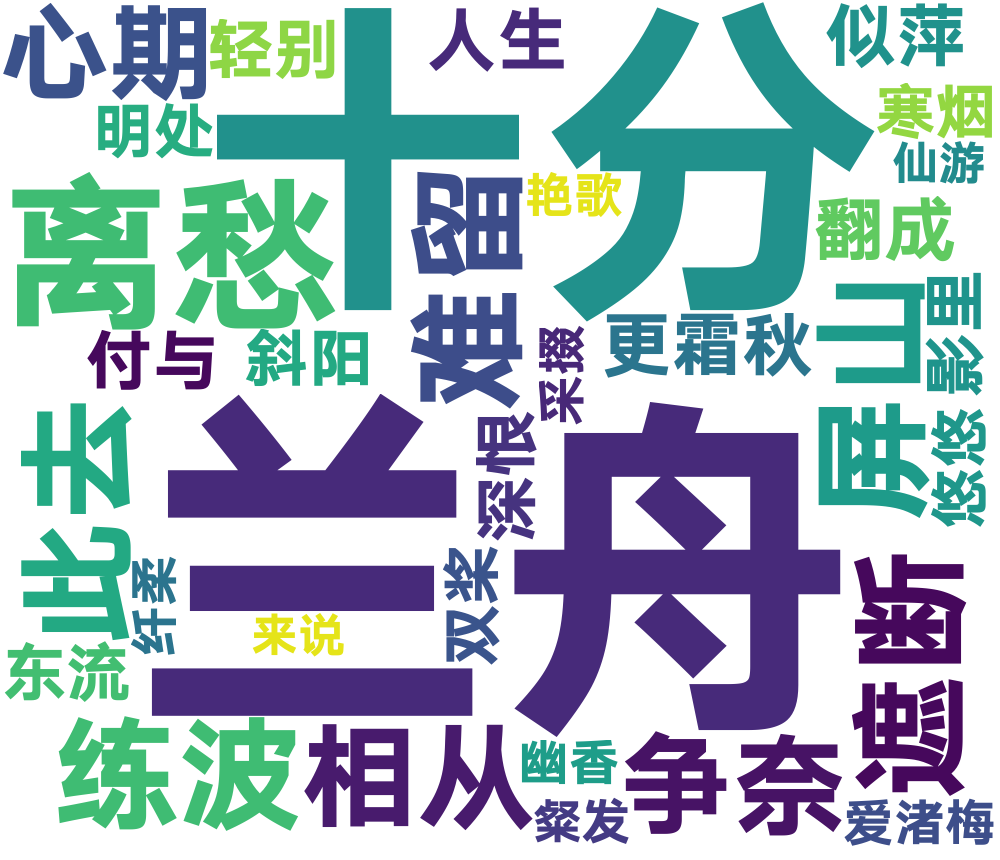 心期
轻别
十分
人生
似萍
寒烟
明处
仙游
离愁
难留
艳歌
翻成
付与
斜阳
采掇
更霜秋
屏山
影里
此去
兰舟
深恨
悠悠
纤柔
双桨
来说
遮断
东流
练波
相从
幽香
争奈
粲发
爱渚梅